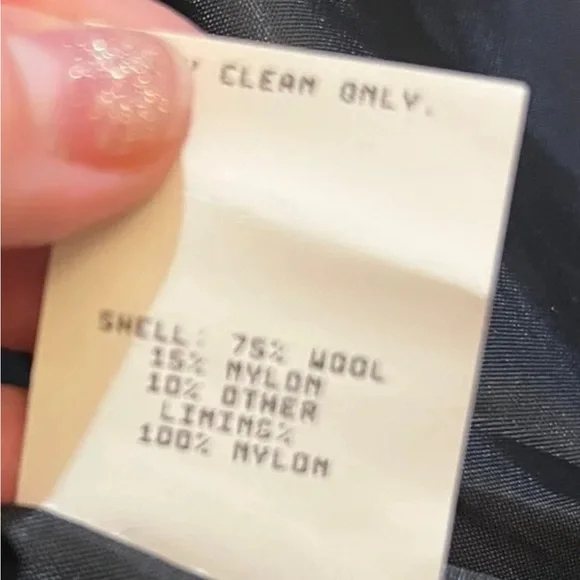 Y CLEAN ONLY.
SHELL: 75% WOOL
15% NYLON
10% OTHER
LINING%
100% NYLON